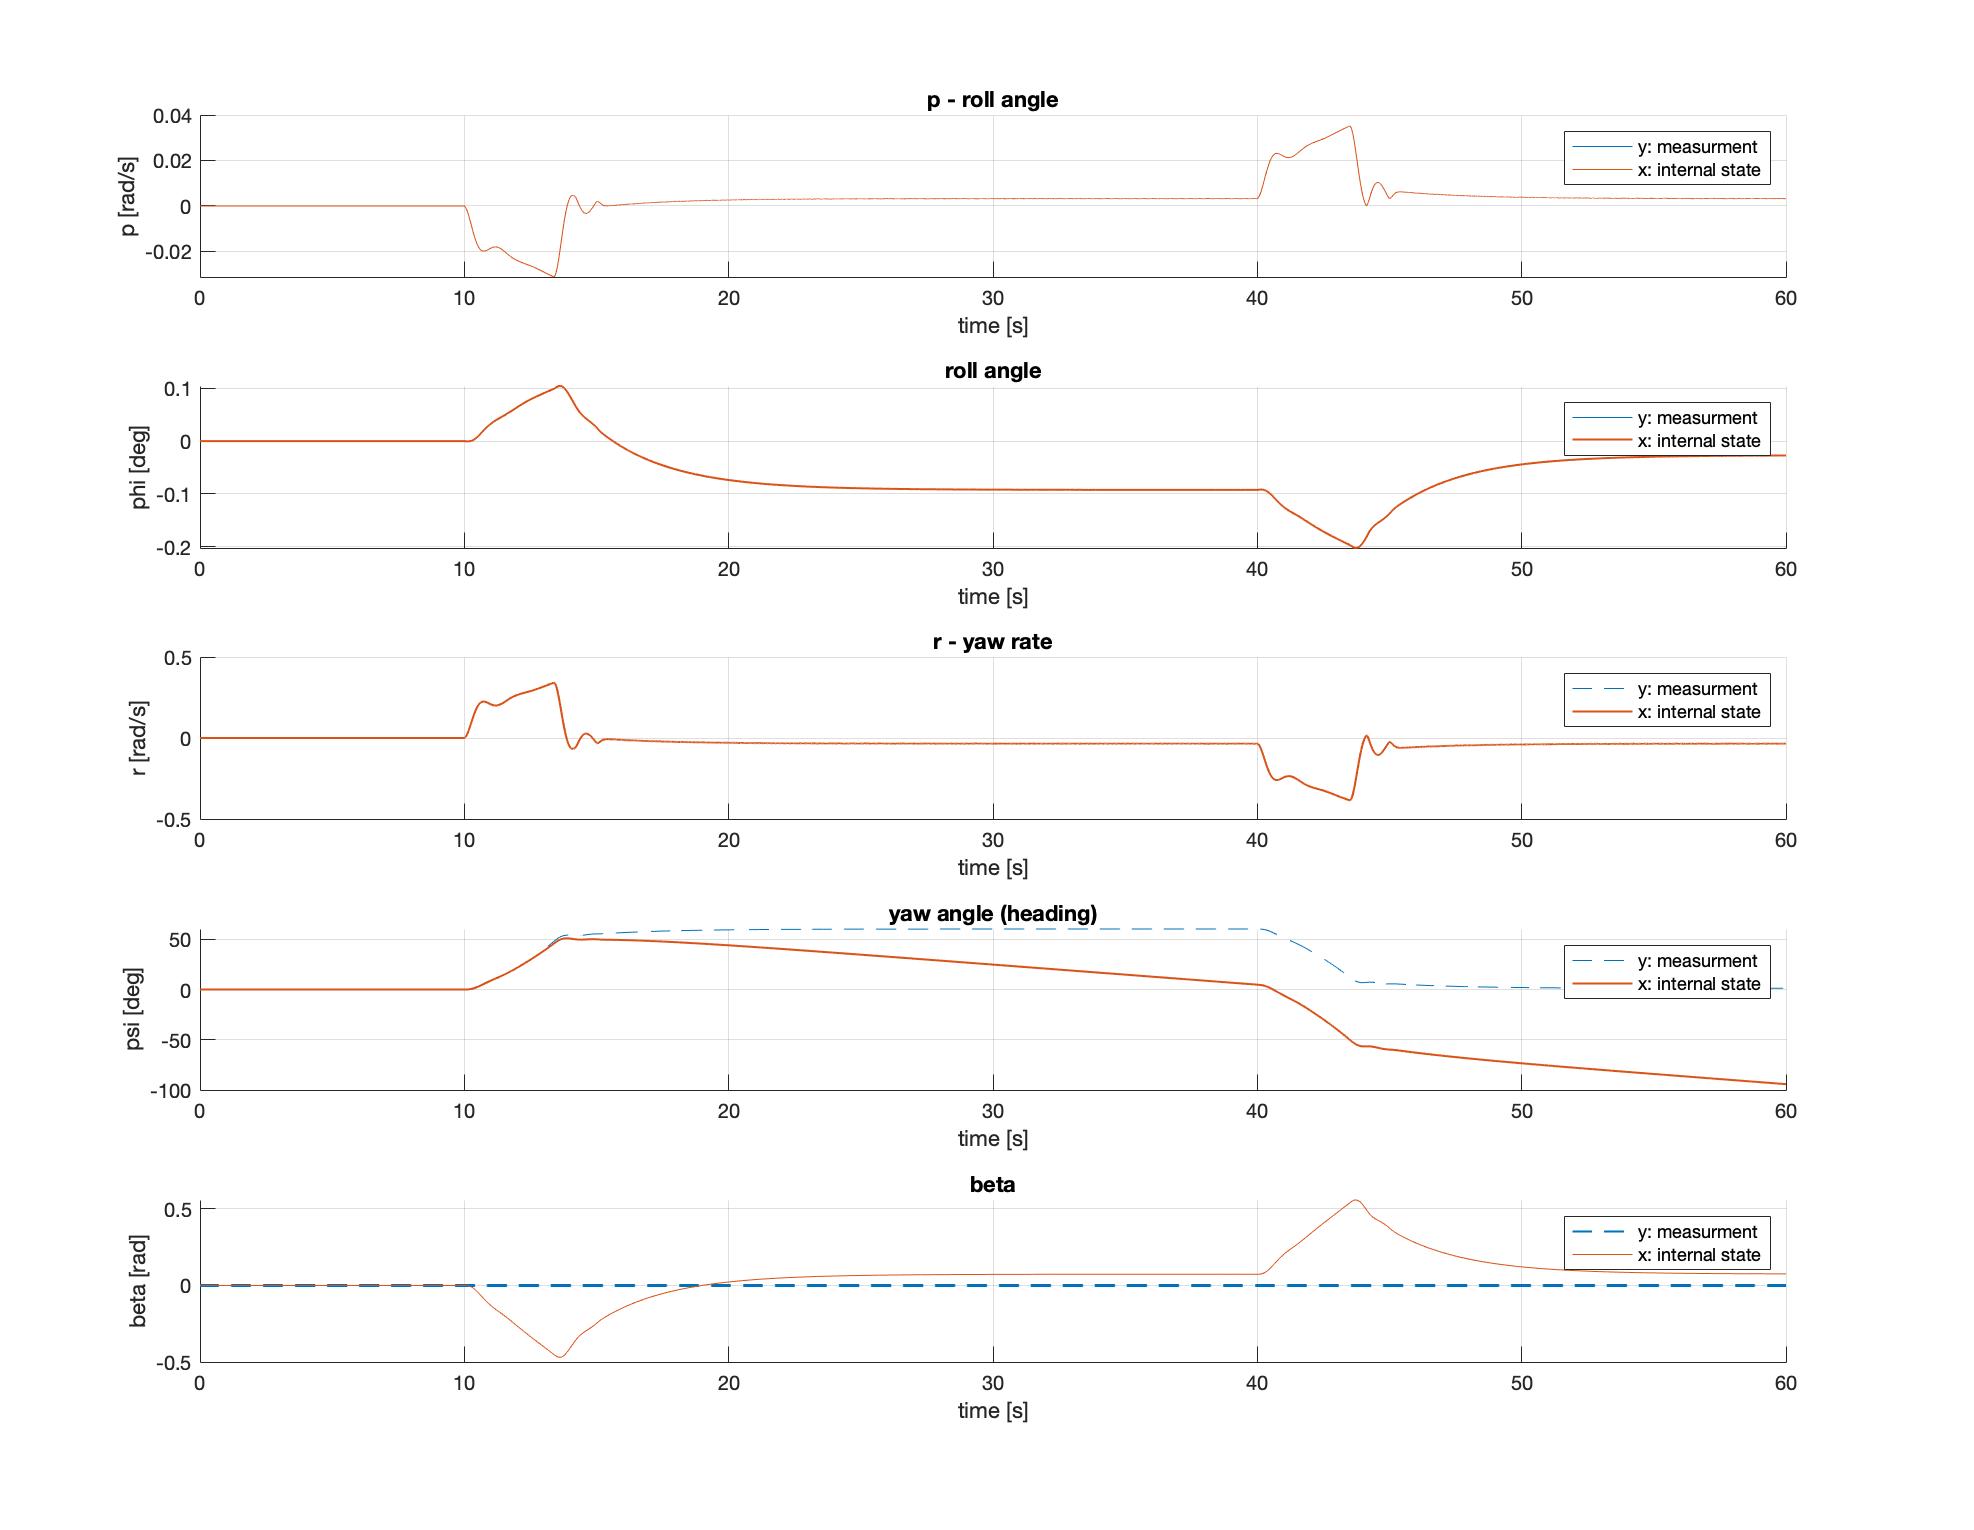 p - roll angle
0.04
0.02
0
-0.02
p [rad/s]
y: measurment
x: internal state
0 10 20 30 40 50 60
time [s]
roll angle
0.1
0
-0.1
-0.2
phi [deg]
y: measurment
x: internal state
0 10 20 30 40 50 60
time [s]
r - yaw rate
0.5
0
-0.5
r [rad/s]
y: measurment
x: internal state
0 10 20 30 40 50 60
time [s]
yaw angle (heading)
50
0
-50
-100
psi [deg]
y: measurment
x: internal state
0 10 20 30 40 50 60
time [s]
beta
0.5
0
-0.5
beta [rad]
y: measurment
x: internal state
0 10 20 30 40 50 60
time [s]